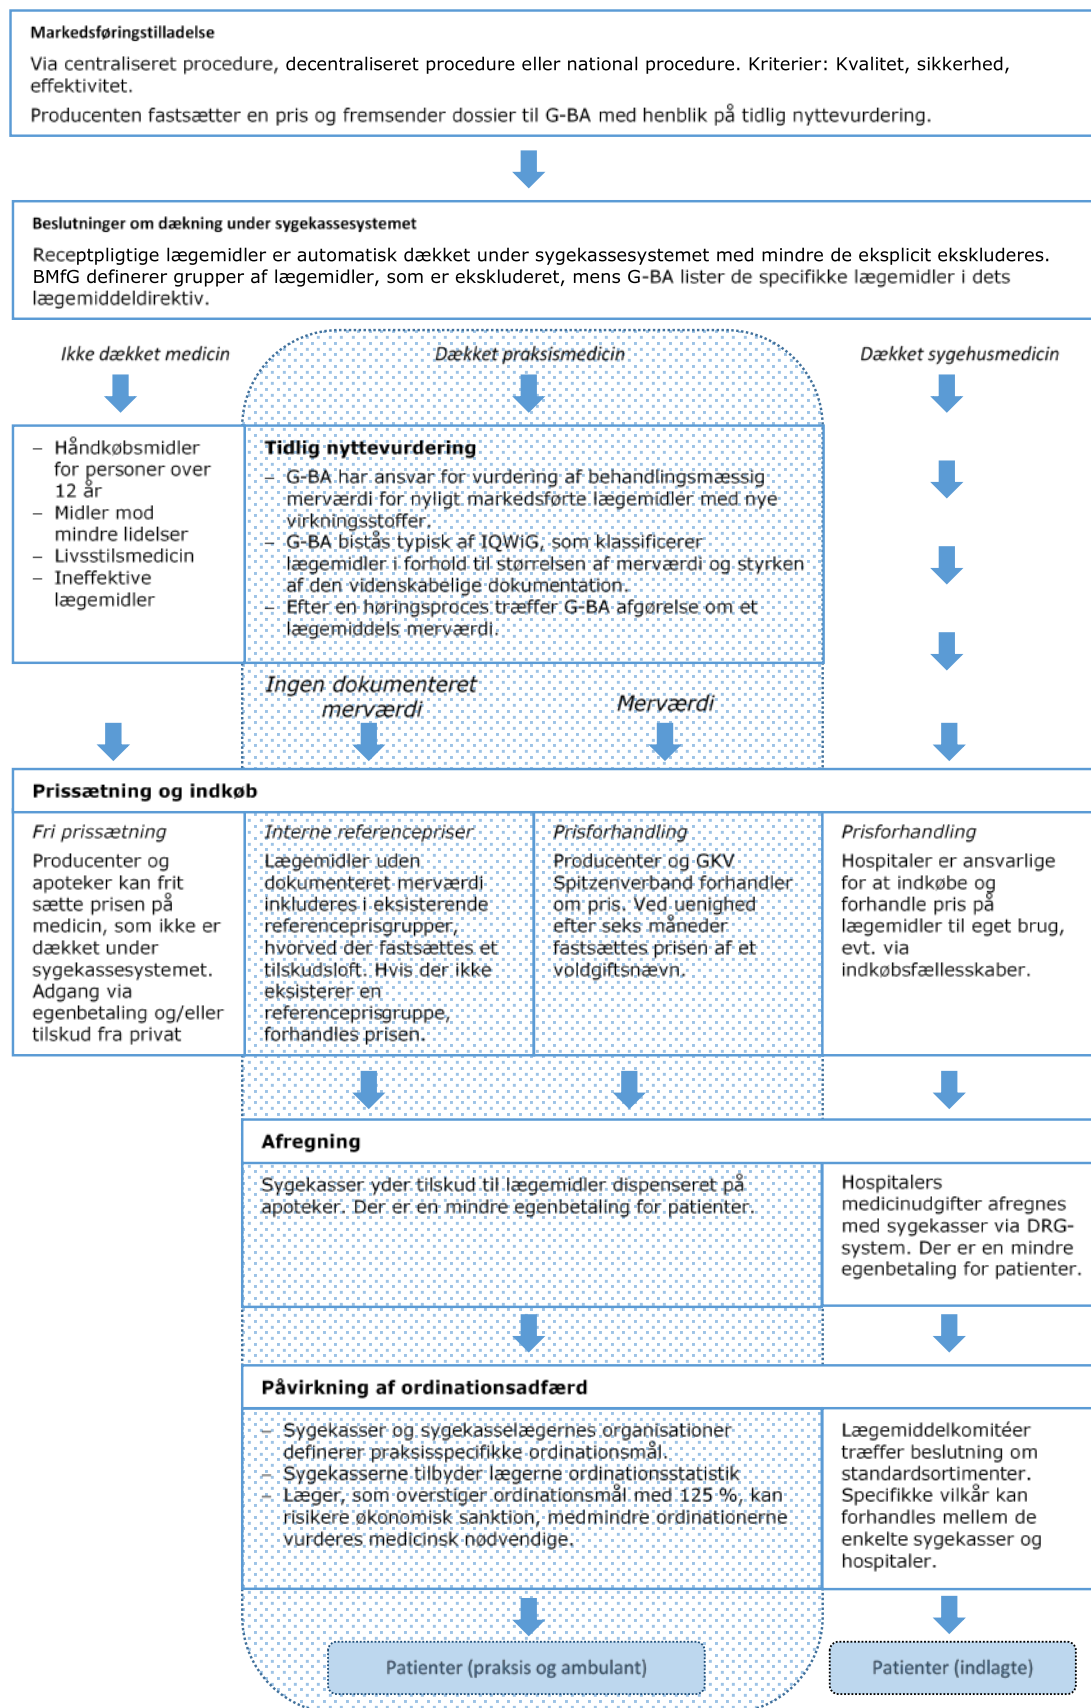 Markedsføringstilladelse
Via centraliseret procedure, decentraliseret procedure eller national procedure. Kriterier: Kvalitet, sikkerhed,
effektivitet.
Producenten fastsætter en pris og fremsender dossier til G-BA med henblik på tidlig nyttevurdering.
Beslutninger om dækning under sygekassesystemet
Receptpligtige lægemidler er automatisk dækket under sygekassesystemet med mindre de eksplicit ekskluderes.
BMfG definerer grupper af lægemidler, som er ekskluderet, mens G-BA lister de specifikke lægemidler i dets
lægemiddeldirektiv.
Ikke dækket medicin
Dækket praksismedicin
Dækket sygehusmedicin
– Håndkøbsmidler
for personer over
12 år
– Midler mod
mindre lidelser
– Livsstilsmedicin
– Ineffektive
lægemidler
Tidlig nyttevurdering
– G-BA har ansvar for vurdering af behandlingsmæssig
merværdi for nyligt markedsførte lægemidler med nye
virkningsstoffer.
– G-BA bistås typisk af IQWiG, som klassificerer
lægemidler i forhold til størrelsen af merværdi og styrken
af den videnskabelige dokumentation.
– Efter en høringsproces træffer G-BA afgørelse om et
lægemiddels merværdi.
Ingen dokumenteret
merværdi
Merværdi
Prissætning og indkøb
Fri prissætning
Producenter og
apoteker kan frit
sætte prisen på
medicin, som ikke er
dækket under
sygekassesystemet.
Adgang via
egenbetaling og/eller
tilskud fra privat
Interne referencepriser
Lægemidler uden
dokumenteret merværdi
inkluderes i eksisterende
referenceprisgrupper,
hvorved der fastsættes et
tilskudsloft. Hvis der ikke
eksisterer en
referenceprisgruppe,
forhandles prisen.
Prisforhandling
Producenter og GKV
Spitzenverband forhandler
om pris. Ved uenighed
efter seks måneder
fastsættes prisen af et
voldgiftsnævn.
Prisforhandling
Hospitaler er ansvarlige
for at indkøbe og
forhandle pris på
lægemidler til eget brug,
evt. via
indkøbsfællesskaber.
Afregning
Sygekasser yder tilskud til lægemidler dispenseret på
apoteker. Der er en mindre egenbetaling for patienter.
Hospitalers
medicinudgifter afregnes
med sygekasser via DRG-
system. Der er en mindre
egenbetaling for patienter.
Påvirkning af ordinationsadfærd
– Sygekasser og sygekasselægernes organisationer
definerer praksisspecifikke ordinationsmål.
– Sygekasserne tilbyder lægerne ordinationsstatistik
– Læger, som overstiger ordinationsmål med 125 %, kan
risikere økonomisk sanktion, medmindre ordinationerne
vurderes medicinsk nødvendige.
Lægemiddelkomitéer
træffer beslutning om
standardsortimenter.
Specifikke vilkår kan
forhandles mellem de
enkelte sygekasser og
hospitaler.
Patienter (praksis og ambulant)
Patienter (indlagte)